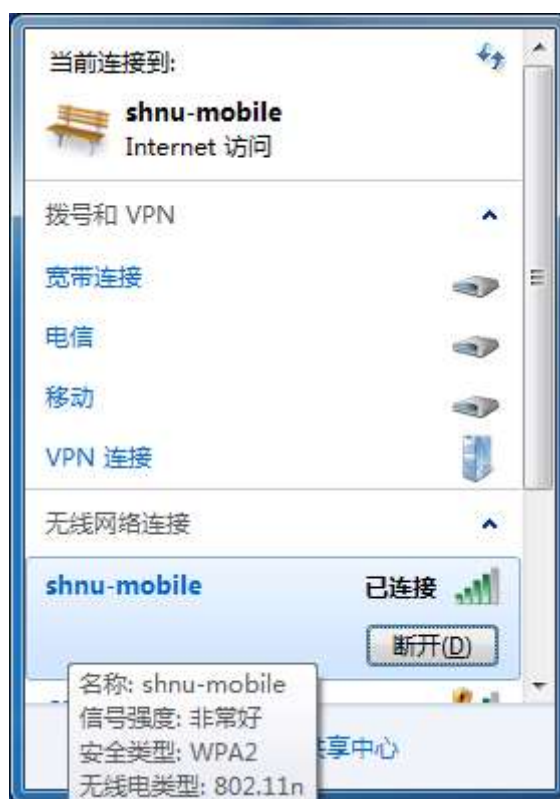 当前连接到:
shnu-mobile
Internet 访问
拨号和 VPN
宽带连接
电信
移动
VPN 连接
无线网络连接
shnu-mobile 已连接
断开(D)
名称: shnu-mobile
信号强度: 非常好
安全类型: WPA2
享中心
无线电类型: 802.11n